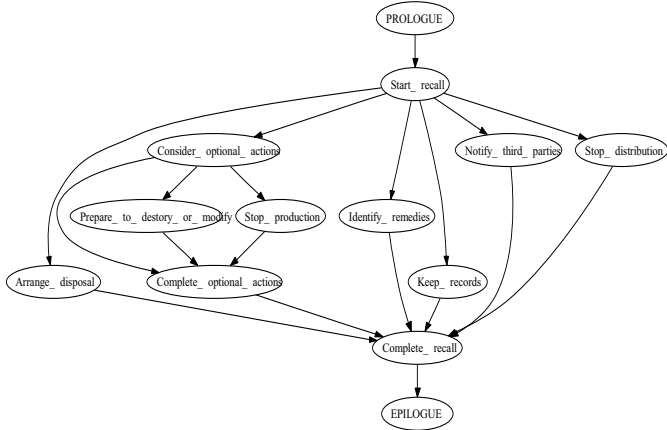 PROLOGUE
Start_ recall
Consider_ optional_ actions
Notify_ third_ parties
Stop_ distribution
Prepare_ to_ destory_ or_ modify
Stop_ production
Identify_ remedies
Arrange_ disposal
Complete_ optional_ actions
Keep_ records
Complete_ recall
EPILOGUE